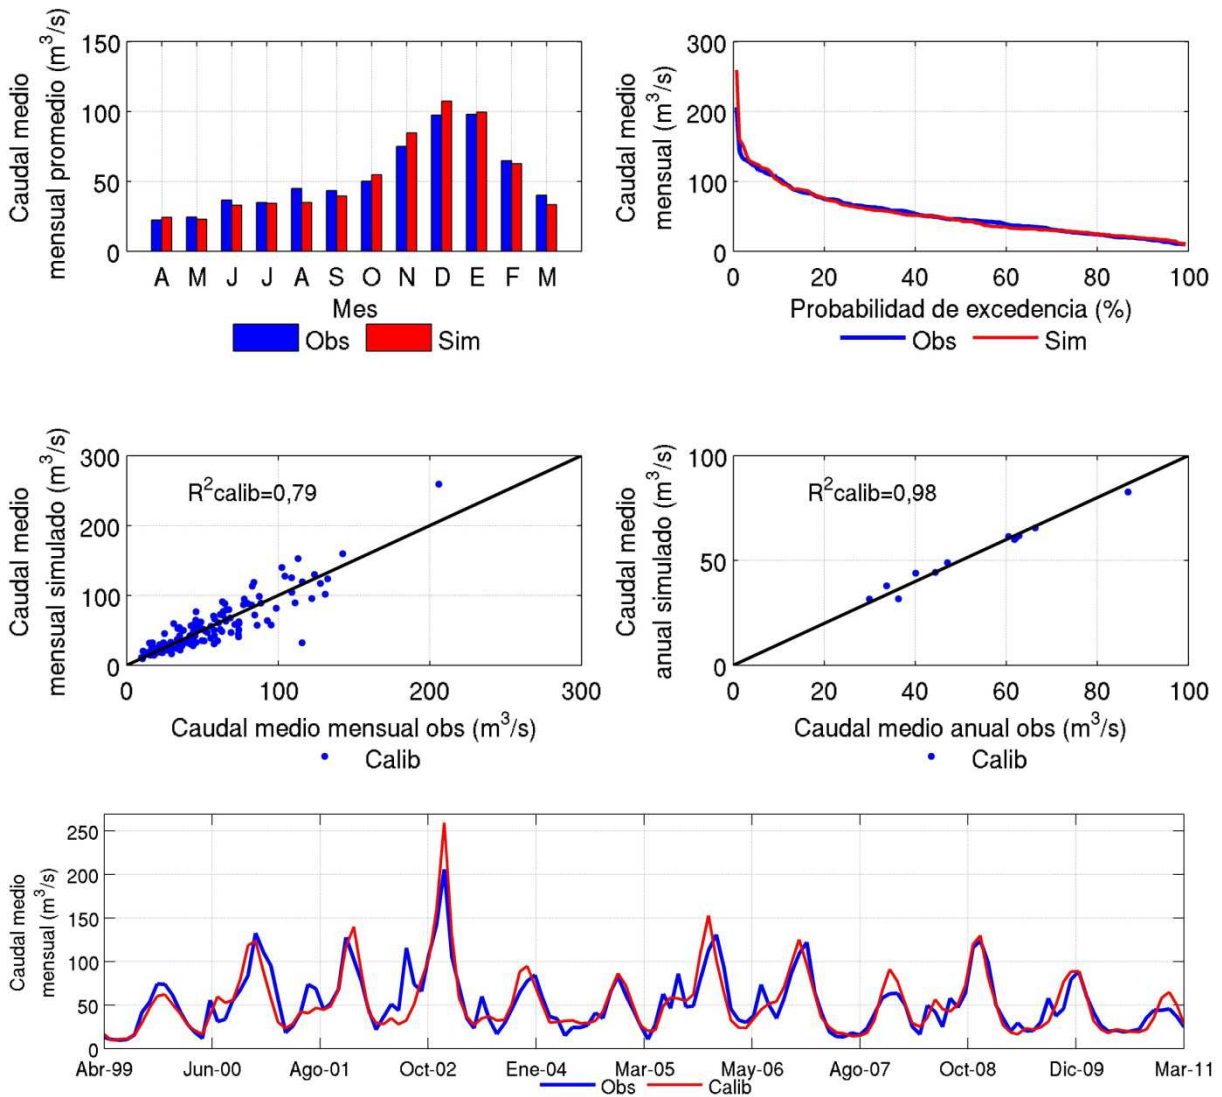 Caudal medio
mensual promedio (m³/s)
150
100
50
0
A M J J A S O N D E F M
Mes
Obs Sim
Caudal medio
mensual (m³/s)
300
200
100
0
0 20 40 60 80 100
Probabilidad de excedencia (%)
Obs Sim
Caudal medio
mensual simulado (m³/s)
300
200
100
0
R²calib=0,79
0 100 200 300
Caudal medio mensual obs (m³/s)
Calib
Caudal medio
anual simulado (m³/s)
100
50
0
R²calib=0,98
0 20 40 60 80 100
Caudal medio anual obs (m³/s)
Calib
Caudal medio
mensual (m³/s)
250
200
150
100
50
0
Abr-99 Jun-00 Ago-01 Oct-02 Ene-04 Mar-05 May-06 Ago-07 Oct-08 Dic-09 Mar-11
Obs Calib